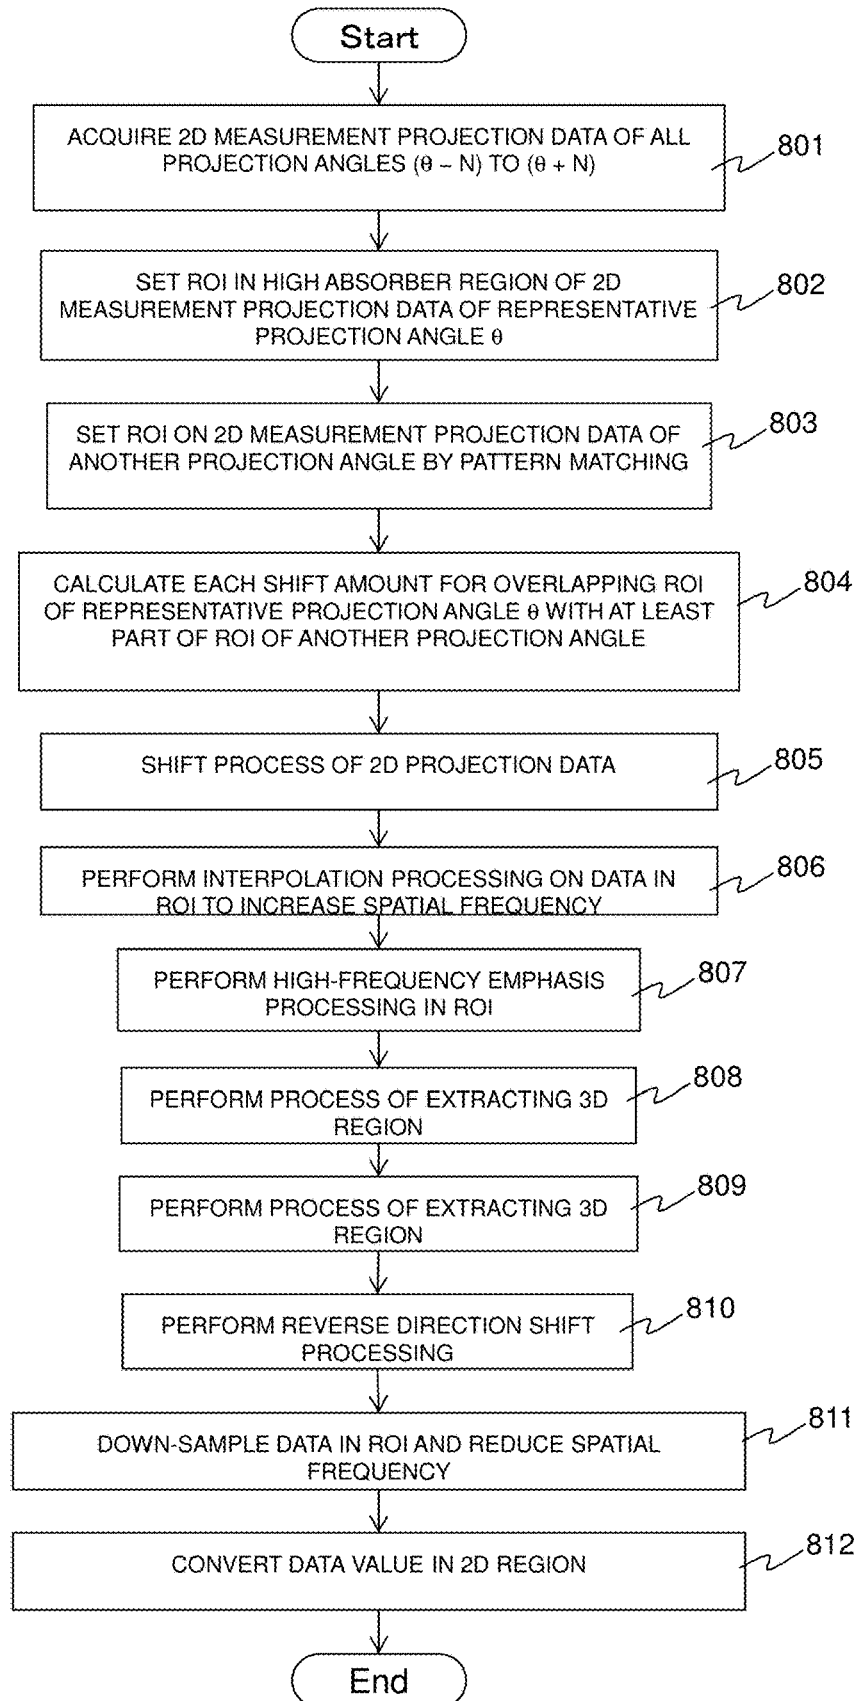 Start
ACQUIRE 2D MEASUREMENT PROJECTION DATA OF ALL
PROJECTION ANGLES (θ – N) TO (θ + N)
801
SET ROI IN HIGH ABSORBER REGION OF 2D
MEASUREMENT PROJECTION DATA OF REPRESENTATIVE
PROJECTION ANGLE θ
802
SET ROI ON 2D MEASUREMENT PROJECTION DATA OF
ANOTHER PROJECTION ANGLE BY PATTERN MATCHING
803
CALCULATE EACH SHIFT AMOUNT FOR OVERLAPPING ROI
OF REPRESENTATIVE PROJECTION ANGLE θ WITH AT LEAST
PART OF ROI OF ANOTHER PROJECTION ANGLE
804
SHIFT PROCESS OF 2D PROJECTION DATA
805
PERFORM INTERPOLATION PROCESSING ON DATA IN
ROI TO INCREASE SPATIAL FREQUENCY
806
PERFORM HIGH-FREQUENCY EMPHASIS
PROCESSING IN ROI
807
PERFORM PROCESS OF EXTRACTING 3D
REGION
808
PERFORM PROCESS OF EXTRACTING 3D
REGION
809
PERFORM REVERSE DIRECTION SHIFT
PROCESSING
810
DOWN-SAMPLE DATA IN ROI AND REDUCE SPATIAL
FREQUENCY
811
CONVERT DATA VALUE IN 2D REGION
812
End